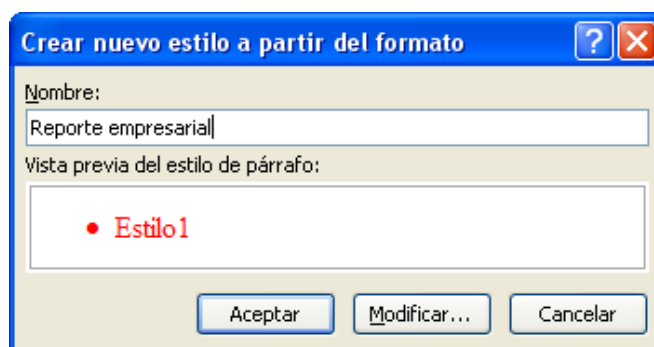 Crear nuevo estilo a partir del formato
Nombre:
Reporte empresarial
Vista previa del estilo de párrafo:
• Estilo1
Aceptar Modificar... Cancelar